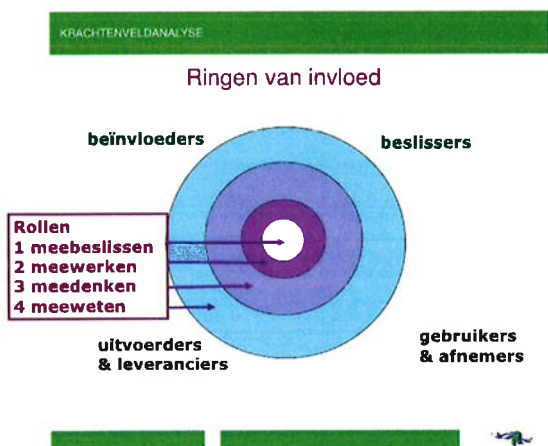 KRACHTENVELDANALYSE
Ringen van invloed
beïnvloeders
beslissers
Rollen
1 meebeslissen
2 meewerken
3 meedenken
4 meeweten
uitvoerders
& leveranciers
gebruikers
& afnemers